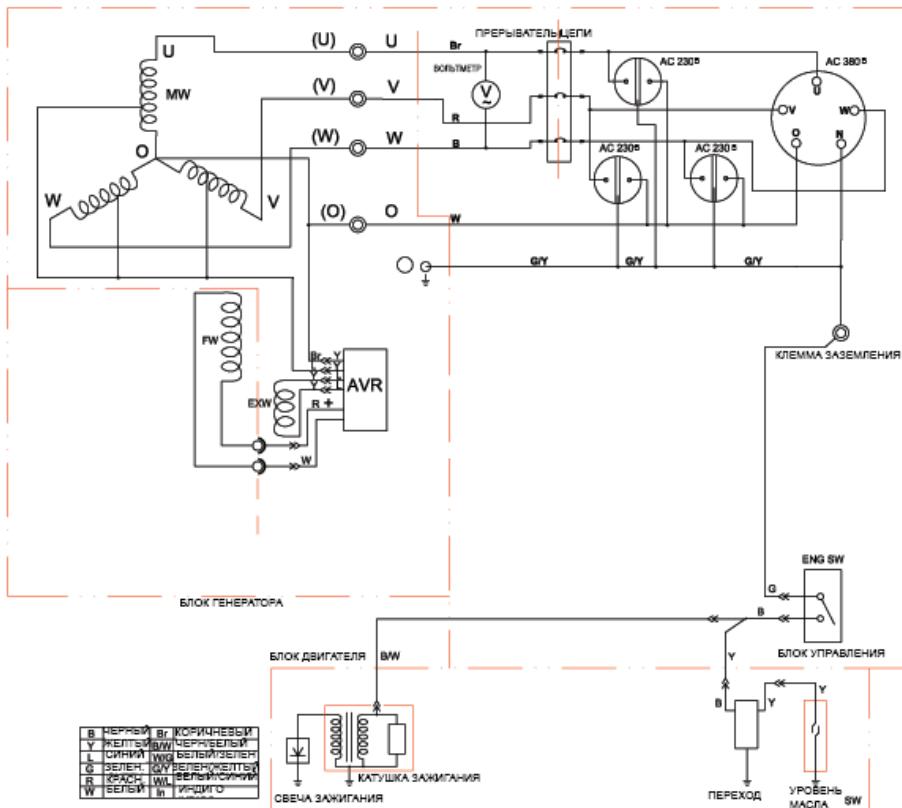 ПРЕРЫВАТЕЛЬ ЦЕПИ
U (U) U Br AC 230В AC 380В
MW ВОЛЬТМЕТР
(V) V V ~ U
R V W
(W) W O N
O B AC 230В AC 230В
W V
(O) O W
G/Y G/Y G/Y
КЛЕММА ЗАЗЕМЛЕНИЯ
FW Br Y
Y
AVR
EXW Y
R +
W
ENG SW
G
B
БЛОК ГЕНЕРАТОРА
БЛОК УПРАВЛЕНИЯ
БЛОК ДВИГАТЕЛЯ B/W Y
B Y Y
B ЧЕРНЫЙ Br КОРИЧНЕВЫЙ
Y ЖЕЛТЫЙ B/W ЧЕРН/БЕЛЫЙ
L СИНИЙ W/G БЕЛЫЙ/ЗЕЛЕН
G ЗЕЛЕН. G/Y ЗЕЛЕН/ЖЕЛТЫЙ
R КРАСН. W/L БЕЛЫЙ/СИНИЙ
W БЕЛЫЙ In ИНДИГО
КАТУШКА ЗАЖИГАНИЯ
СВЕЧА ЗАЖИГАНИЯ
ПЕРЕХОД
УРОВЕНЬ
МАСЛА SW